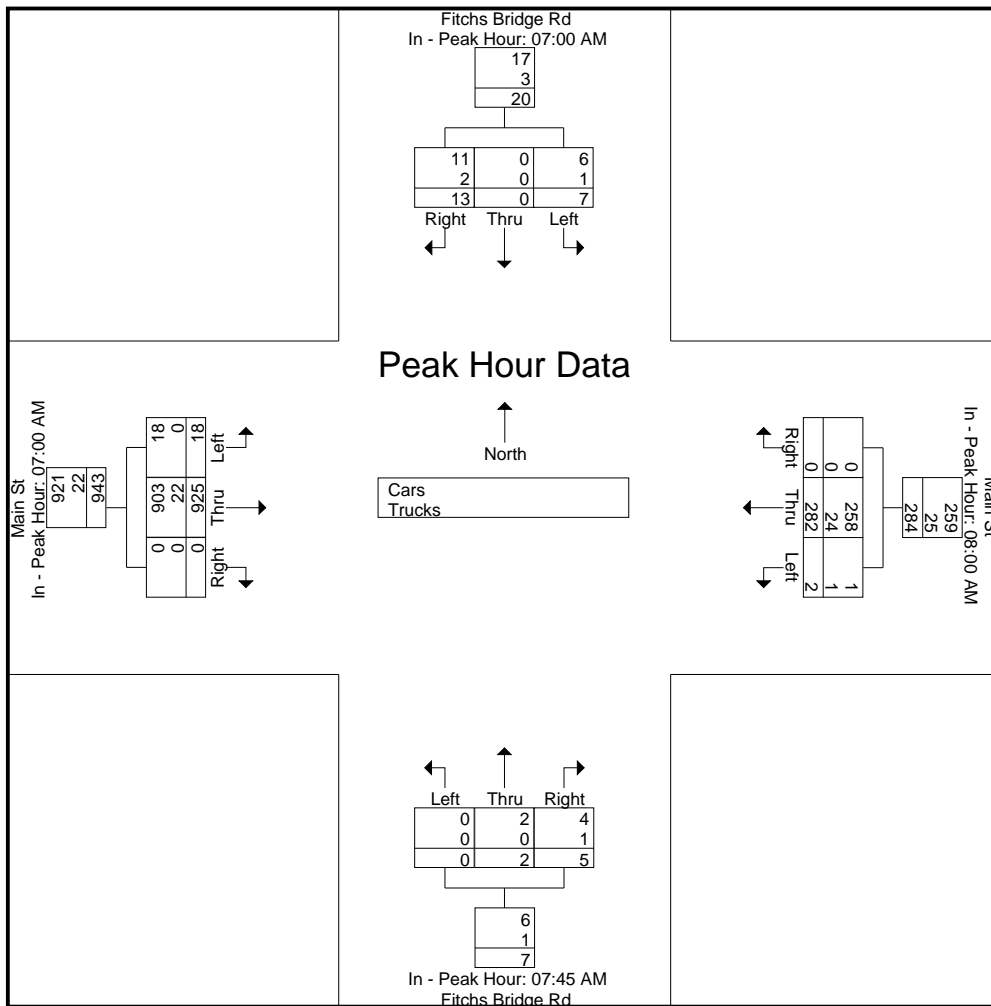 Fitchs Bridge Rd
In - Peak Hour: 07:00 AM
17
3
20
11 0 6
2 0 1
13 0 7
Right Thru Left
Peak Hour Data
North
Cars
Trucks
Main St
In - Peak Hour: 07:00 AM
921
22
943
18 0 18
903 22 925
0 0 0
Left
Thru
Right
Main St
In - Peak Hour: 08:00 AM
259
25
284
0 0 0
282 24 258
2 1 1
Right
Thru
Left
Left Thru Right
0 2 4
0 0 1
0 2 5
6
1
7
In - Peak Hour: 07:45 AM
Fitchs Bridge Rd